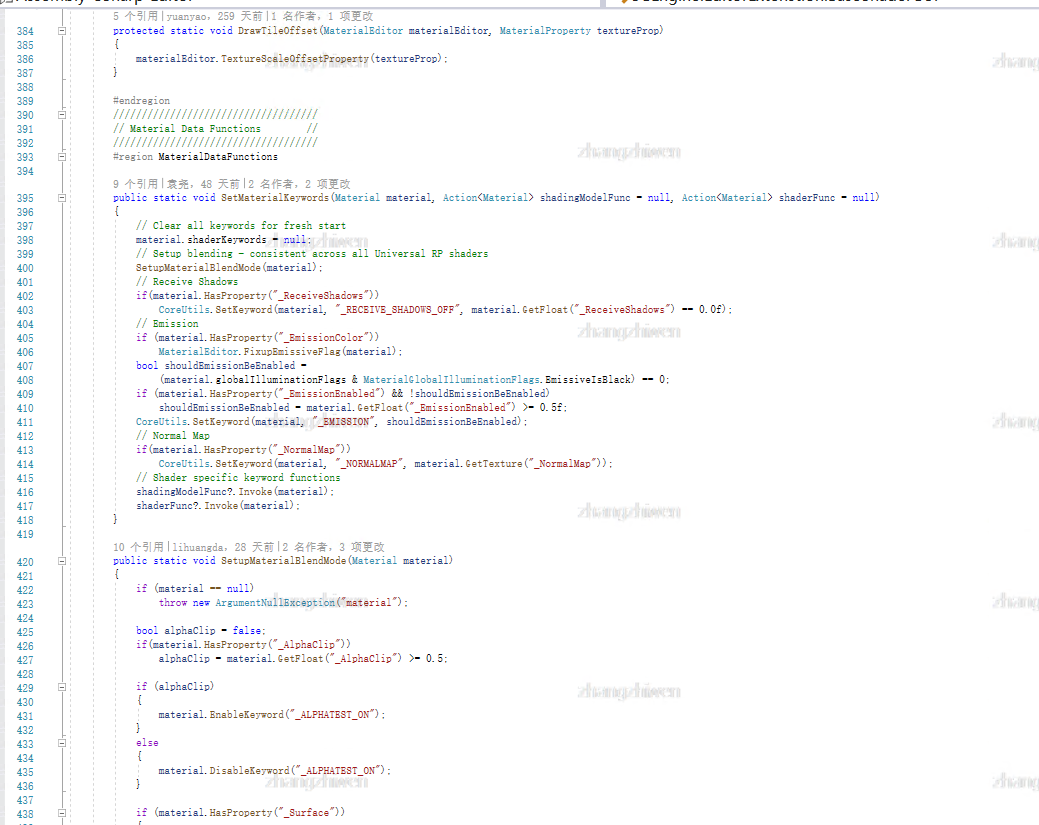 5 个引用|yuanyao，259 天前|1 名作者，1 项更改
384 protected static void DrawTileOffset(MaterialEditor materialEditor, MaterialProperty textureProp)
385 {
386 materialEditor.TextureScaleOffsetProperty(textureProp);
387 }
388
389 #endregion
390 ////////////////////////////////////
391 // Material Data Functions        //
392 ////////////////////////////////////
393 #region MaterialDataFunctions
394
9 个引用|袁尧，48 天前|2 名作者，2 项更改
395 public static void SetMaterialKeywords(Material material, Action<Material> shadingModelFunc = null, Action<Material> shaderFunc = null)
396 {
397 // Clear all keywords for fresh start
398 material.shaderKeywords = null;
399 // Setup blending - consistent across all Universal RP shaders
400 SetupMaterialBlendMode(material);
401 // Receive Shadows
402 if(material.HasProperty("_ReceiveShadows"))
403 CoreUtils.SetKeyword(material, "_RECEIVE_SHADOWS_OFF", material.GetFloat("_ReceiveShadows") == 0.0f);
404 // Emission
405 if (material.HasProperty("_EmissionColor"))
406 MaterialEditor.FixupEmissiveFlag(material);
407 bool shouldEmissionBeEnabled =
408 (material.globalIlluminationFlags & MaterialGlobalIlluminationFlags.EmissiveIsBlack) == 0;
409 if (material.HasProperty("_EmissionEnabled") && !shouldEmissionBeEnabled)
410 shouldEmissionBeEnabled = material.GetFloat("_EmissionEnabled") >= 0.5f;
411 CoreUtils.SetKeyword(material, "_EMISSION", shouldEmissionBeEnabled);
412 // Normal Map
413 if(material.HasProperty("_NormalMap"))
414 CoreUtils.SetKeyword(material, "_NORMALMAP", material.GetTexture("_NormalMap"));
415 // Shader specific keyword functions
416 shadingModelFunc?.Invoke(material);
417 shaderFunc?.Invoke(material);
418 }
419
10 个引用|lihuangda，28 天前|2 名作者，3 项更改
420 public static void SetupMaterialBlendMode(Material material)
421 {
422 if (material == null)
423 throw new ArgumentNullException("material");
424
425 bool alphaClip = false;
426 if(material.HasProperty("_AlphaClip"))
427 alphaClip = material.GetFloat("_AlphaClip") >= 0.5;
428
429 if (alphaClip)
430 {
431 material.EnableKeyword("_ALPHATEST_ON");
432 }
433 else
434 {
435 material.DisableKeyword("_ALPHATEST_ON");
436 }
437
438 if (material.HasProperty("_Surface"))